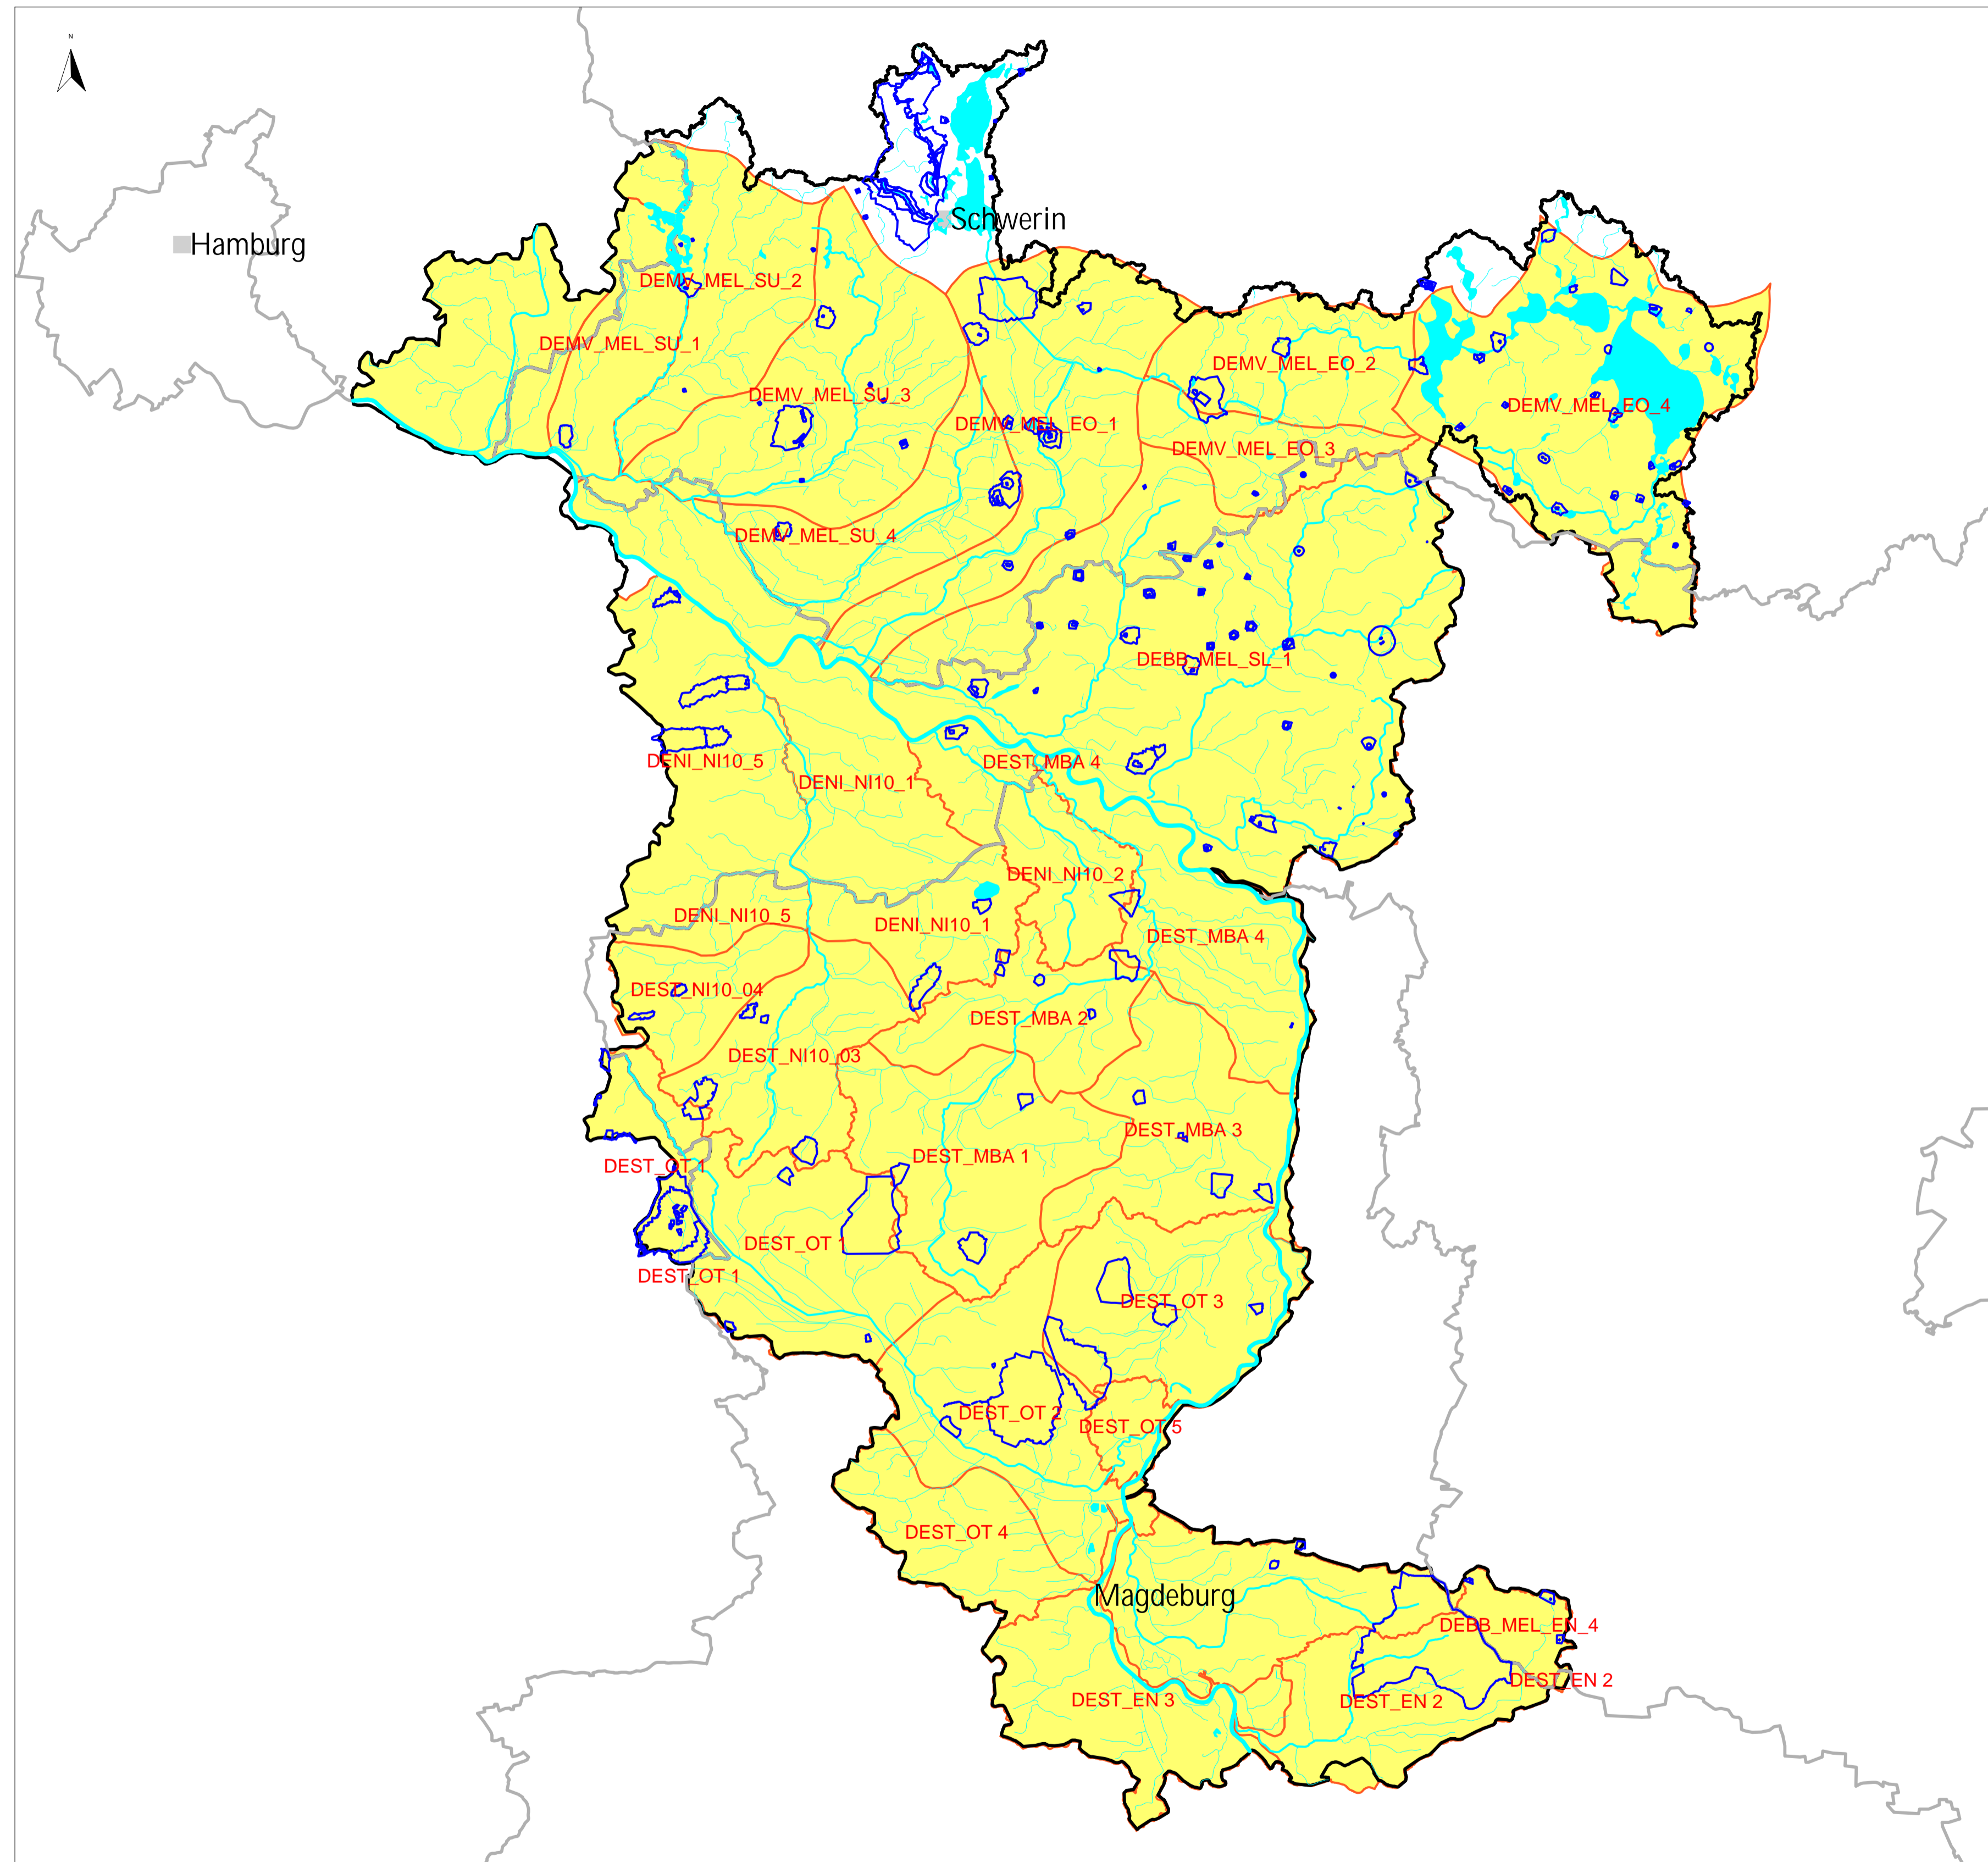 N
Schwerin
Hamburg
DEMV_MEL_SU_2
DEMV_MEL_SU_1
DEMV_MEL_EO_2
DEMV_MEL_SU_3
DEMV_MEL_EO_4
DEMV_MEL_EO_1
DEMV_MEL_EO_3
DEMV_MEL_SU_4
DEBB_MEL_SL_1
DENI_NI10_5
DEST_MBA 4
DENI_NI10_1
DENI_NI10_2
DENI_NI10_5
DENI_NI10_1
DEST_MBA 4
DEST_NI10_04
DEST_MBA 2
DEST_NI10_03
DEST_MBA 3
DEST_MBA 1
DEST_OT 1
DEST_OT 1
DEST_OT 1
DEST_OT 3
DEST_OT 2
DEST_OT 5
DEST_OT 4
Magdeburg
DEBB_MEL_EN_4
DEST_EN 2
DEST_EN 3
DEST_EN 2